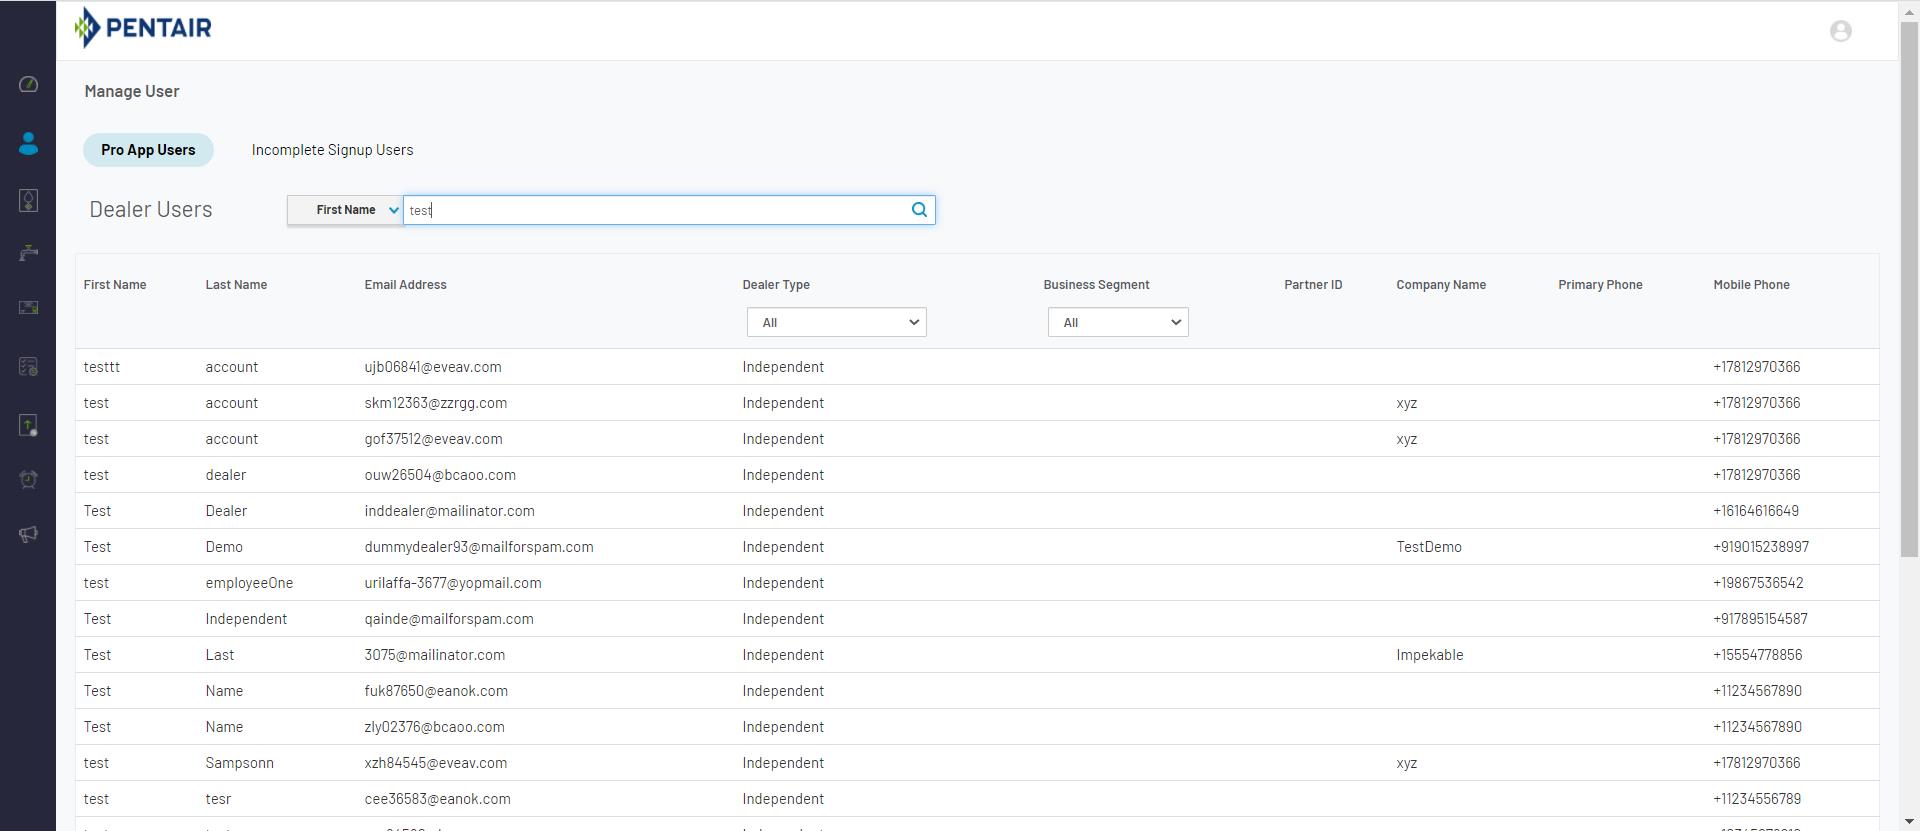 PENTAIR
Manage User
Pro App Users Incomplete Signup Users
Dealer Users First Name test
First Name Last Name Email Address Dealer Type Business Segment Partner ID Company Name Primary Phone Mobile Phone
All All
testtt account ujb06841@eveav.com Independent +17812970366
test account skm12363@zzrgg.com Independent xyz +17812970366
test account gof37512@eveav.com Independent xyz +17812970366
test dealer ouw26504@bcaoo.com Independent +17812970366
Test Dealer inddealer@mailinator.com Independent +16164616649
Test Demo dummydealer93@mailforspam.com Independent TestDemo +919015238997
test employeeOne urilaffa-3677@yopmail.com Independent +19867536542
Test Independent qainde@mailforspam.com Independent +917895154587
Test Last 3075@mailinator.com Independent Impekable +15554778856
Test Name fuk87650@eanok.com Independent +11234567890
Test Name zly02376@bcaoo.com Independent +11234567890
test Sampsonn xzh84545@eveav.com Independent xyz +17812970366
test tesr cee36583@eanok.com Independent +11234556789